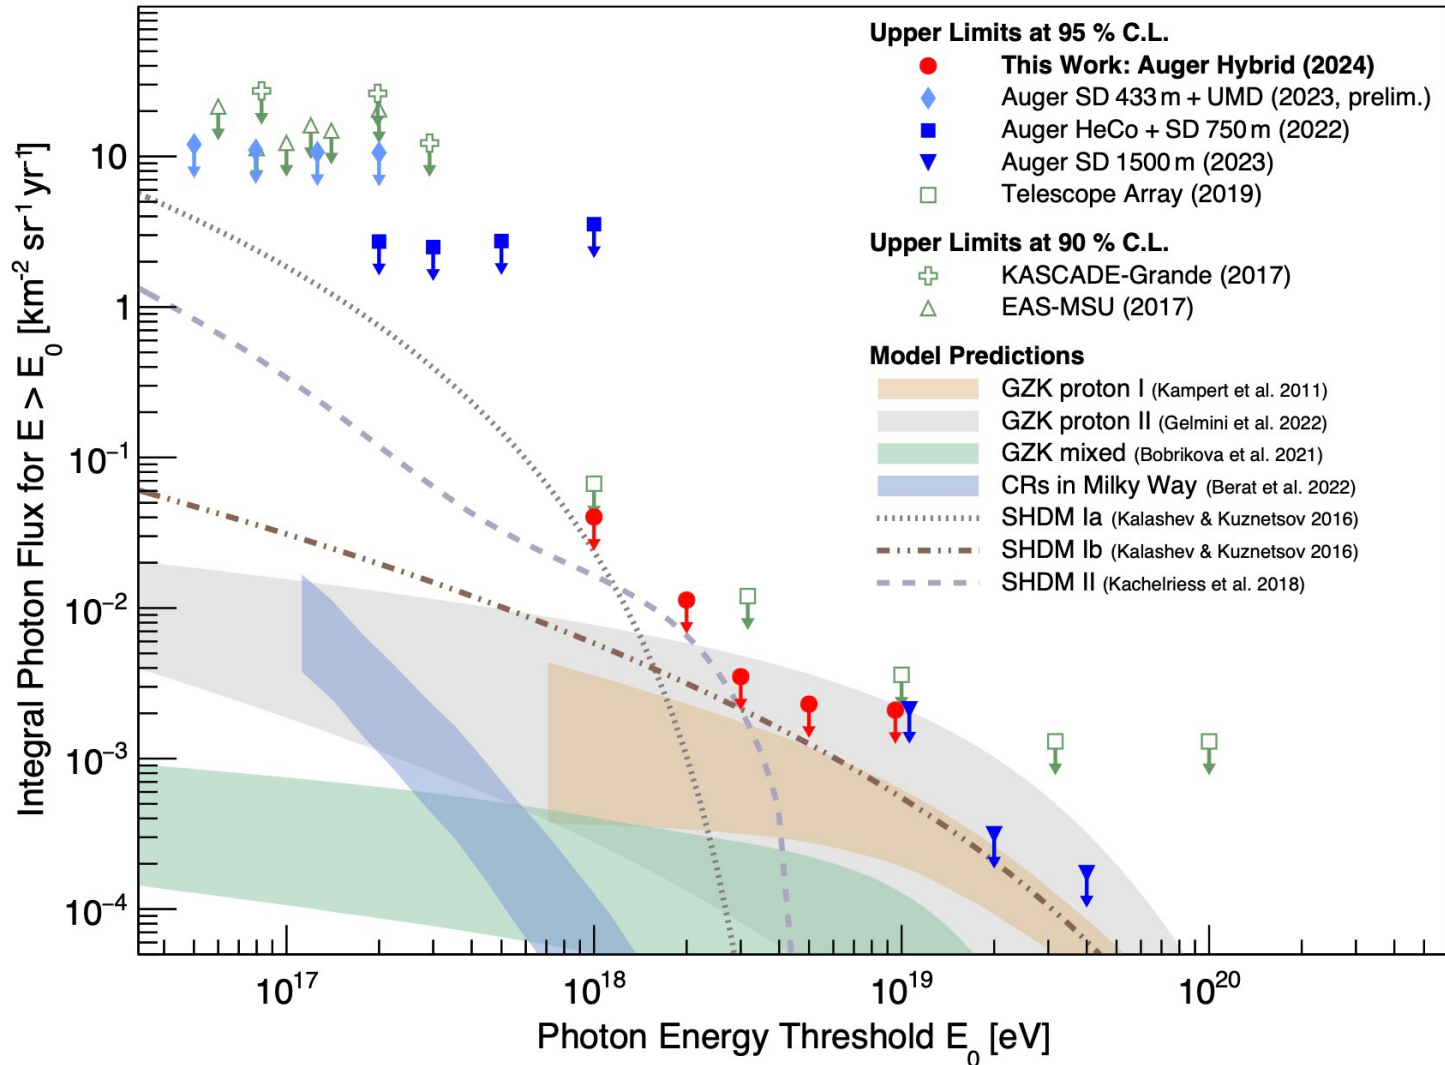 Upper Limits at 95 % C.L.
This Work: Auger Hybrid (2024)
Auger SD 433 m + UMD (2023, prelim.)
Auger HeCo + SD 750 m (2022)
Auger SD 1500 m (2023)
Telescope Array (2019)
Upper Limits at 90 % C.L.
KASCADE-Grande (2017)
EAS-MSU (2017)
Model Predictions
GZK proton I (Kampert et al. 2011)
GZK proton II (Gelmini et al. 2022)
GZK mixed (Bobrikova et al. 2021)
CRs in Milky Way (Berat et al. 2022)
SHDM Ia (Kalashev & Kuznetsov 2016)
SHDM Ib (Kalashev & Kuznetsov 2016)
SHDM II (Kachelriess et al. 2018)
Integral Photon Flux for E > E₀ [km⁻² sr⁻¹ yr⁻¹]
10
1
10⁻¹
10⁻²
10⁻³
10⁻⁴
10¹⁷ 10¹⁸ 10¹⁹ 10²⁰
Photon Energy Threshold E₀ [eV]